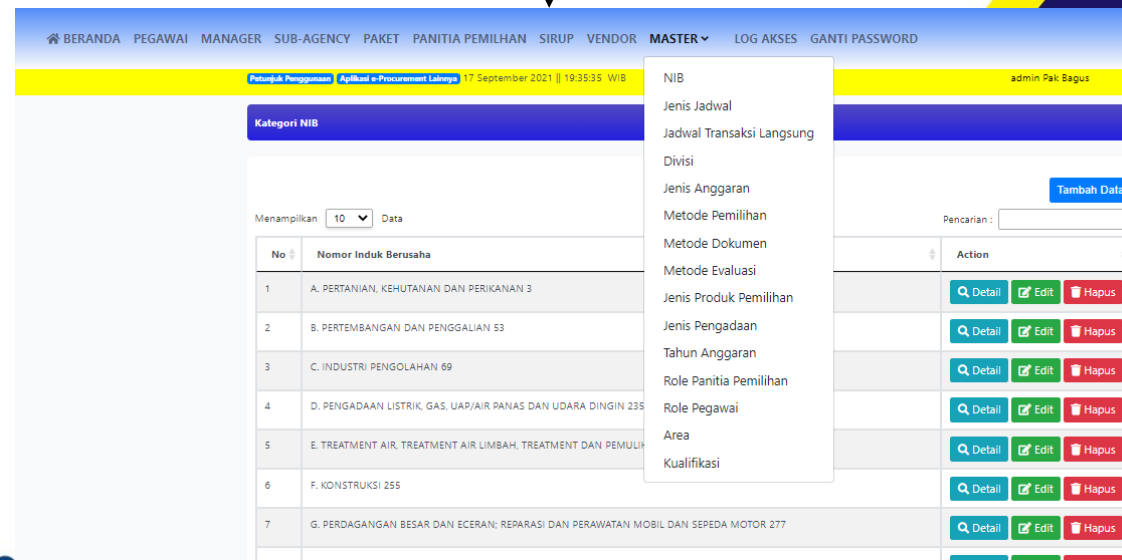 BERANDA PEGAWAI MANAGER SUB-AGENCY PAKET PANITIA PEMILHAN SIRUP VENDOR MASTER LOG AKSES GANTI PASSWORD
Petunjuk Penggunaan Aplikasi e-Procurement Lainnya 17 September 2021 || 19:35:35 WIB admin Pak Bagus
NIB
Jenis Jadwal
Jadwal Transaksi Langsung
Divisi
Jenis Anggaran
Metode Pemilihan
Metode Dokumen
Metode Evaluasi
Jenis Produk Pemilihan
Jenis Pengadaan
Tahun Anggaran
Role Panitia Pemilihan
Role Pegawai
Area
Kualifikasi
Kategori NIB
Tambah Data
Menampilkan 10 Data Pencarian :
No Nomor Induk Berusaha Action
1 A. PERTANIAN, KEHUTANAN DAN PERIKANAN 3 Detail Edit Hapus
2 B. PERTEMBANGAN DAN PENGGALIAN 53 Detail Edit Hapus
3 C. INDUSTRI PENGOLAHAN 69 Detail Edit Hapus
4 D. PENGADAAN LISTRIK, GAS, UAP/AIR PANAS DAN UDARA DINGIN 235 Detail Edit Hapus
5 E. TREATMENT AIR, TREATMENT AIR LIMBAH, TREATMENT DAN Detail Edit Hapus
6 F. KONSTRUKSI 255 Detail Edit Hapus
7 G. PERDAGANGAN BESAR DAN ECERAN; REPARASI DAN PERAWATAN MOBIL DAN SEPEDA MOTOR 277 Detail Edit Hapus